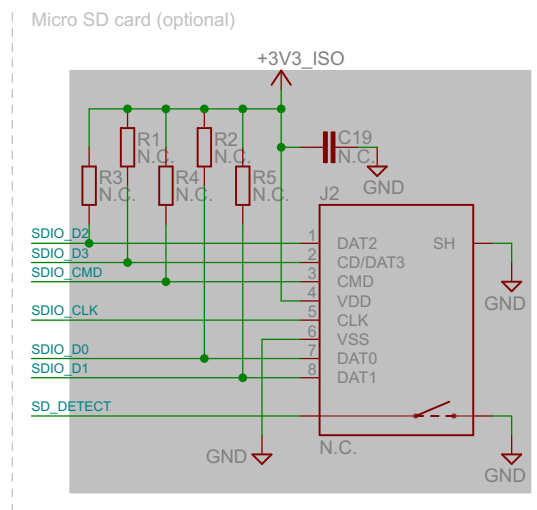 Micro SD card (optional)
+3V3_ISO
R1
N.C.
R2
N.C.
C19
N.C.
R3
N.C.
R4
N.C.
R5
N.C.
GND
J2
SDIO_D2
1
DAT2
SH
SDIO_D3
2
CD/DAT3
SDIO_CMD
3
CMD
4
VDD
GND
SDIO_CLK
5
CLK
6
VSS
SDIO_D0
7
DAT0
SDIO_D1
8
DAT1
SD_DETECT
N.C.
GND
GND